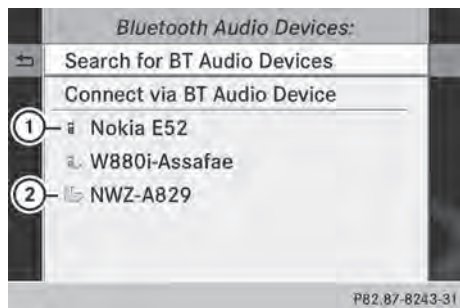 Bluetooth Audio Devices:
Search for BT Audio Devices
Connect via BT Audio Device
1 Nokia E52
W880i-Assafae
2 NWZ-A829
P82.87-8243-31